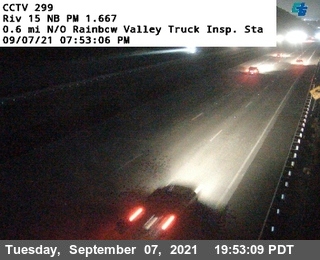 CCTV 299
Riv 15 NB PM 1.667
0.6 mi N/O Rainbow Valley Truck Insp. Sta
09/07/21 07:53:06 PM
Tuesday, September 07, 2021 19:53:09 PDT